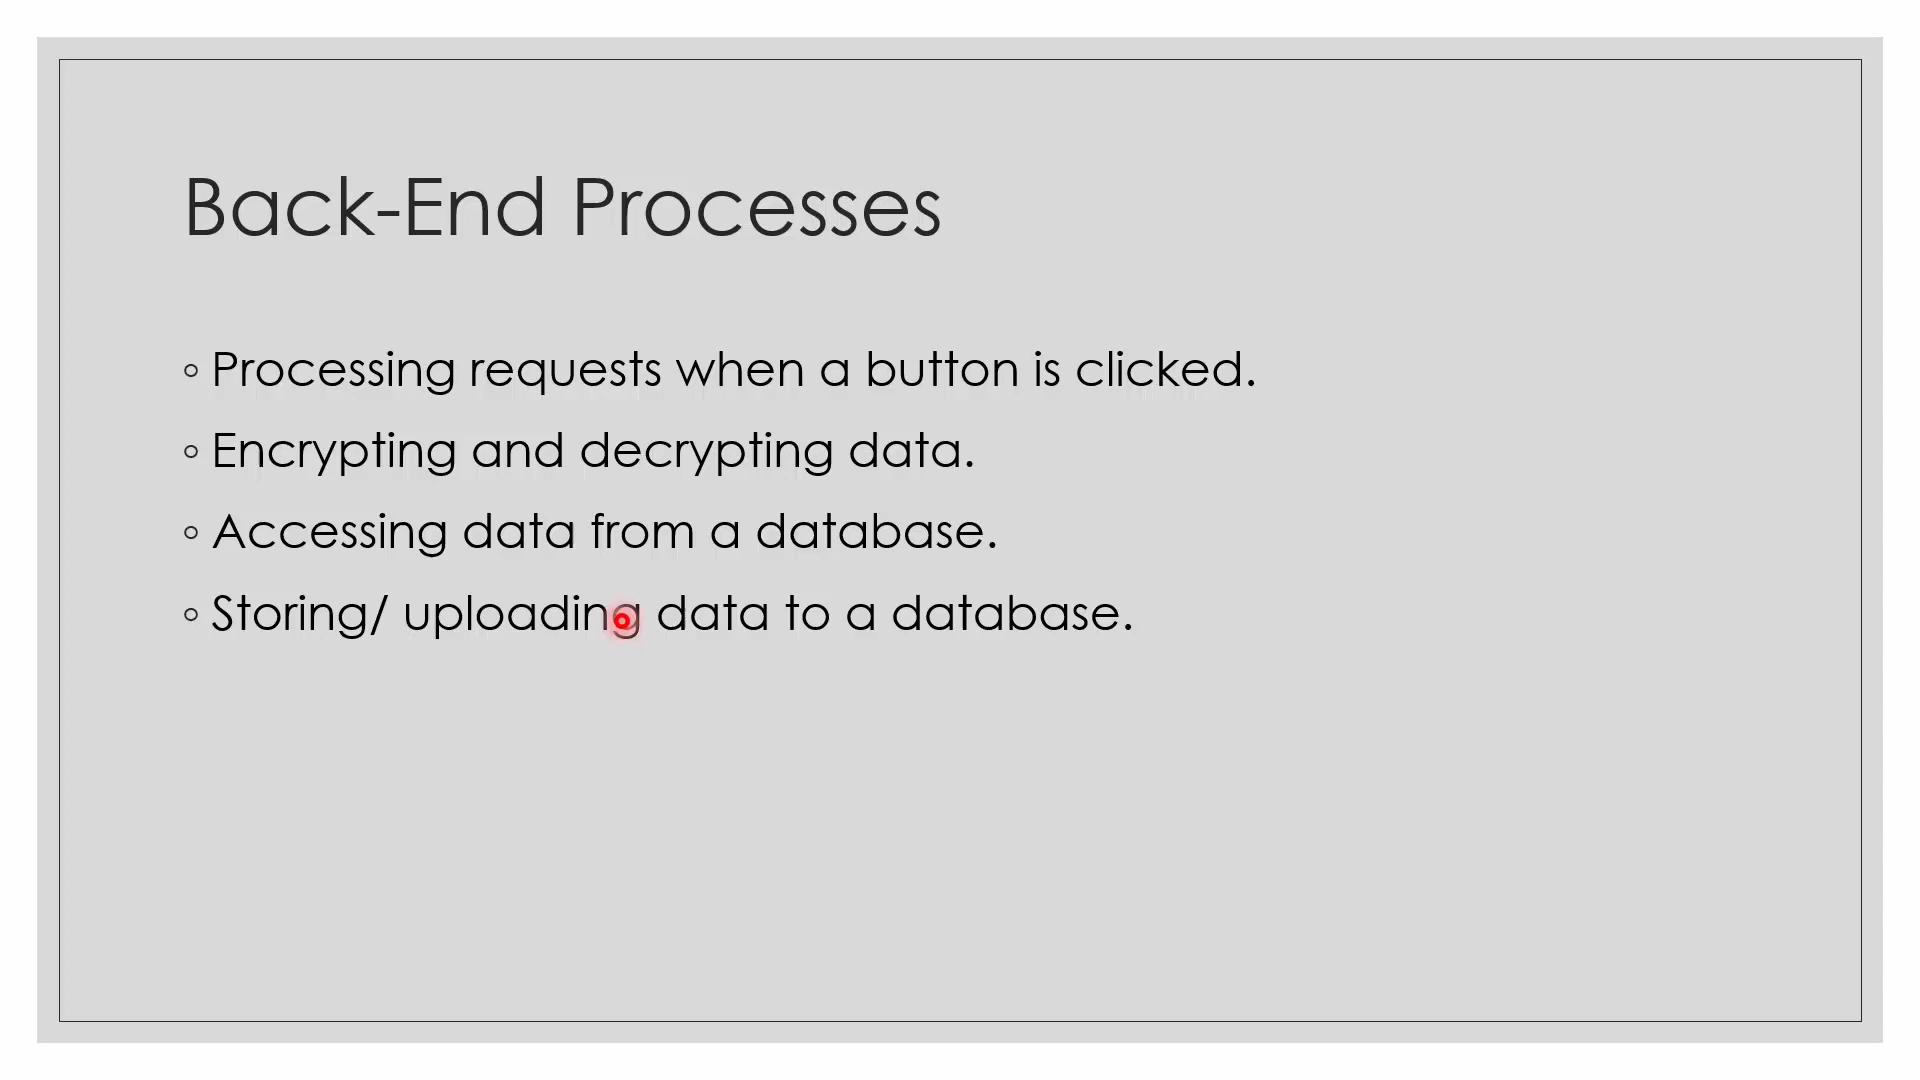 Back-End Processes
◦ Processing requests when a button is clicked.
◦ Encrypting and decrypting data.
◦ Accessing data from a database.
◦ Storing/ uploading data to a database.